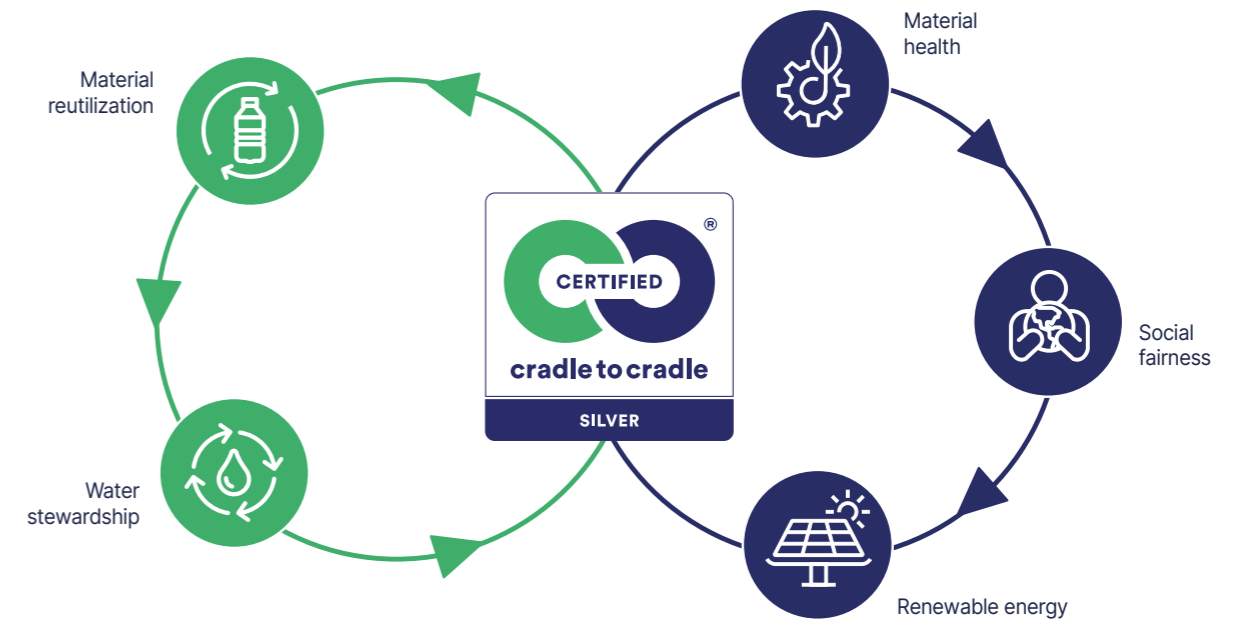 Material
reutilization
Material
health
®
CERTIFIED
cradle to cradle
SILVER
Social
fairness
Water
stewardship
Renewable energy